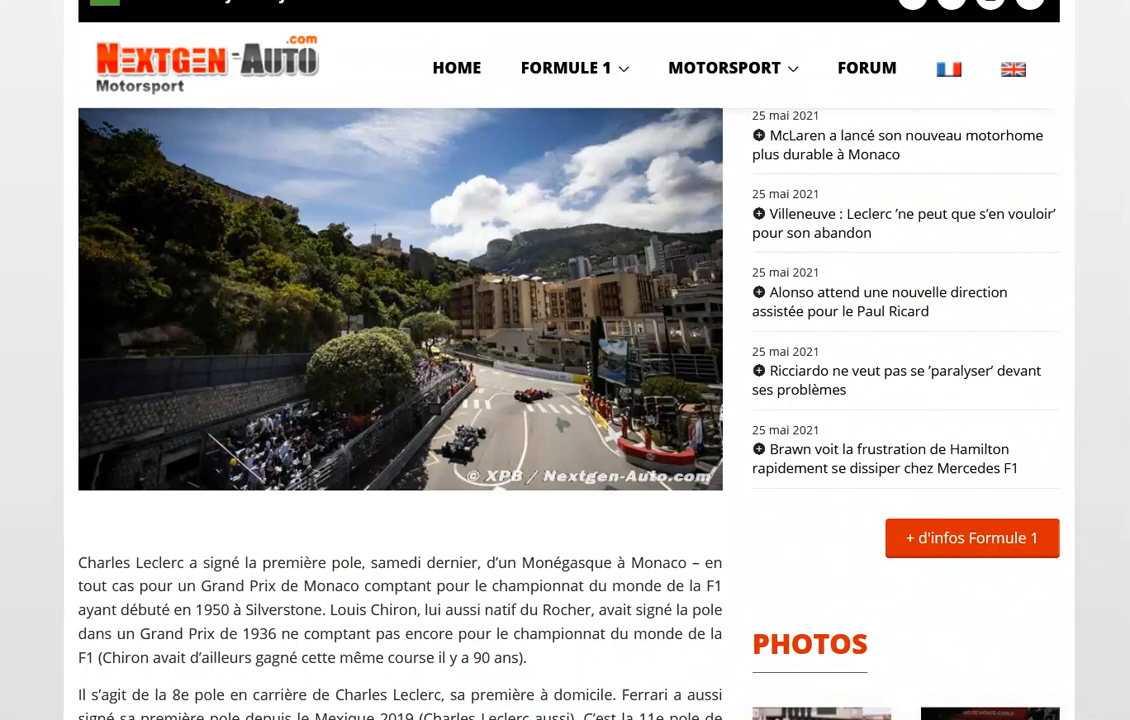 NEXTGEN-AUTO
.com
Motorsport
HOME
FORMULE 1
MOTORSPORT
FORUM
© XPB / Nextgen-Auto.com
Charles Leclerc a signé la première pole, samedi dernier, d’un Monégasque à Monaco – en
tout cas pour un Grand Prix de Monaco comptant pour le championnat du monde de la F1
ayant débuté en 1950 à Silverstone. Louis Chiron, lui aussi natif du Rocher, avait signé la pole
dans un Grand Prix de 1936 ne comptant pas encore pour le championnat du monde de la
F1 (Chiron avait d’ailleurs gagné cette même course il y a 90 ans).
Il s’agit de la 8e pole en carrière de Charles Leclerc, sa première à domicile. Ferrari a aussi
signé sa première pole depuis le Mexique 2019 (Charles Leclerc aussi). C’est la 11e pole de
25 mai 2021
McLaren a lancé son nouveau motorhome
plus durable à Monaco
25 mai 2021
Villeneuve : Leclerc ’ne peut que s’en vouloir’
pour son abandon
25 mai 2021
Alonso attend une nouvelle direction
assistée pour le Paul Ricard
25 mai 2021
Ricciardo ne veut pas se ’paralyser’ devant
ses problèmes
25 mai 2021
Brawn voit la frustration de Hamilton
rapidement se dissiper chez Mercedes F1
+ d'infos Formule 1
PHOTOS